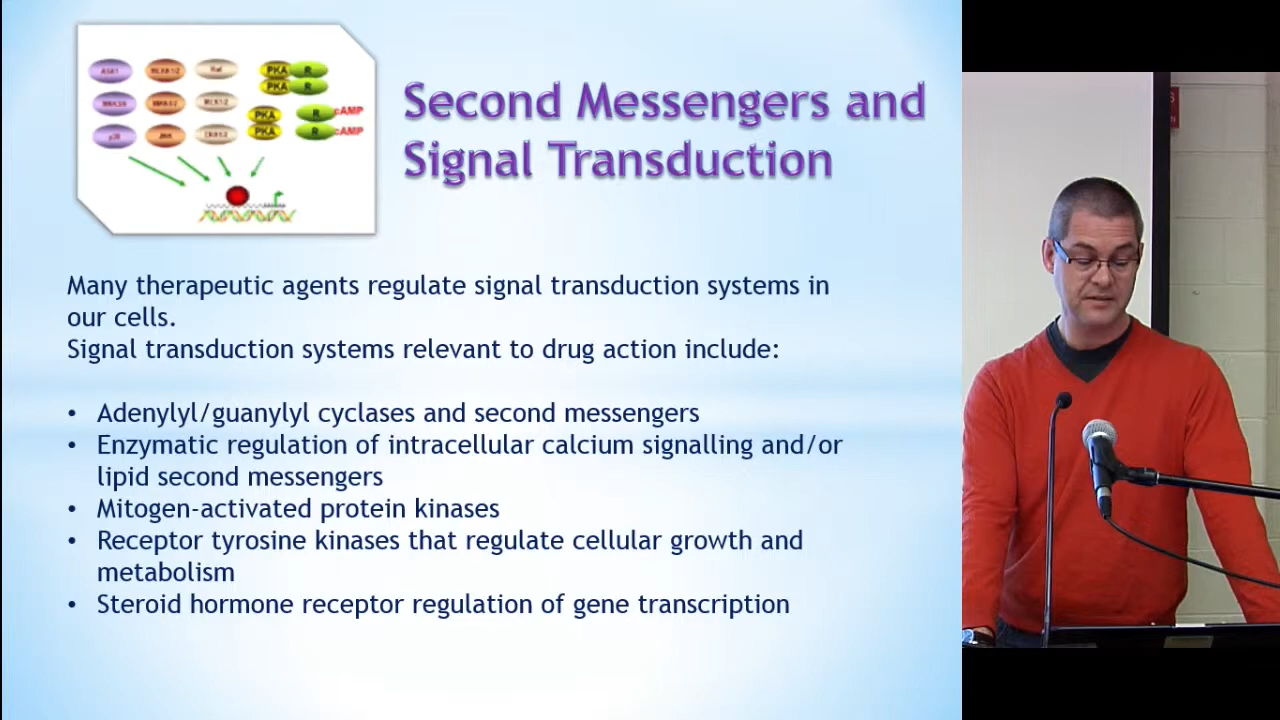 PKA R
PKA R
PKA R cAMP
PKA R cAMP
Second Messengers and
Signal Transduction
Many therapeutic agents regulate signal transduction systems in
our cells.
Signal transduction systems relevant to drug action include:
• Adenylyl/guanylyl cyclases and second messengers
• Enzymatic regulation of intracellular calcium signalling and/or
lipid second messengers
• Mitogen-activated protein kinases
• Receptor tyrosine kinases that regulate cellular growth and
metabolism
• Steroid hormone receptor regulation of gene transcription